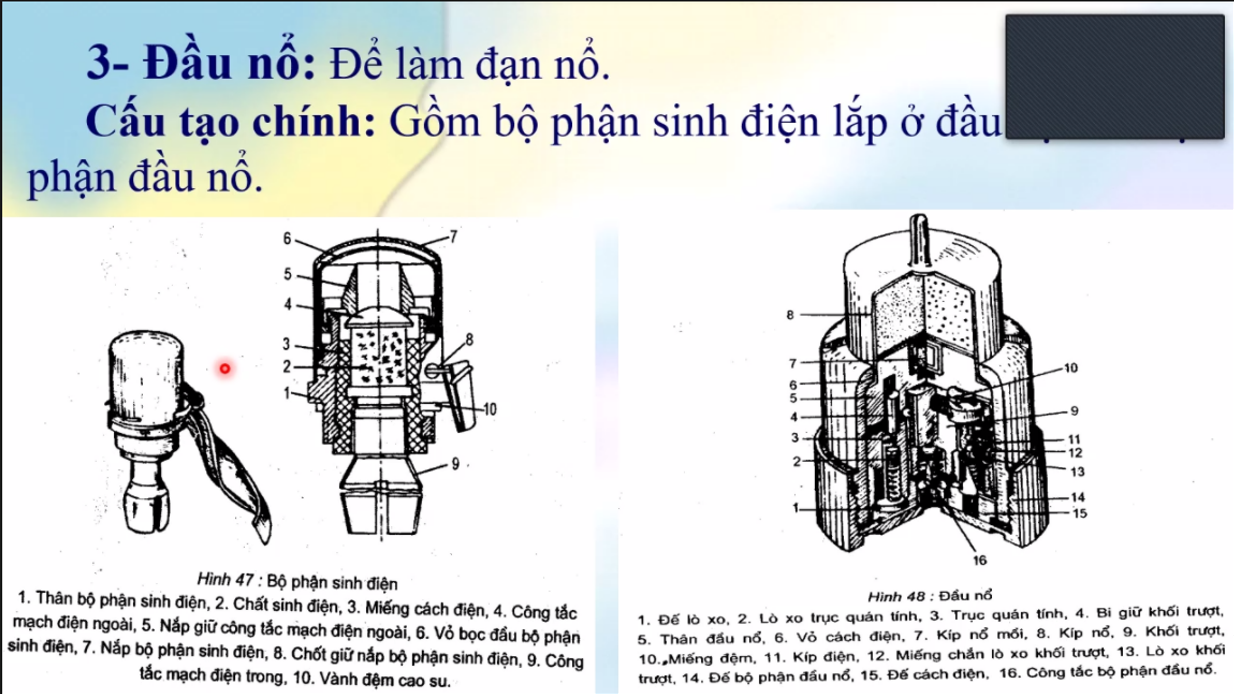 3- Đầu nổ: Để làm đạn nổ.
Cấu tạo chính: Gồm bộ phận sinh điện lắp ở đầu
phận đầu nổ.
6
7
5
4
3
2
1
8
10
9
Hình 47 : Bộ phận sinh điện
1. Thân bộ phận sinh điện, 2. Chất sinh điện, 3. Miếng cách điện, 4. Công tắc
mạch điện ngoài, 5. Nắp giữ công tắc mạch điện ngoài, 6. Vỏ bọc đầu bộ phận
sinh điện, 7. Nắp bộ phận sinh điện, 8. Chốt giữ nắp bộ phận sinh điện, 9. Công
tắc mạch điện trong, 10. Vành đệm cao su.
8
7
6
5
4
3
2
1
10
9
11
12
13
14
15
16
Hình 48 : Đầu nổ
1. Đế lò xo, 2. Lò xo trục quán tính, 3. Trục quán tính, 4. Bi giữ khối trượt,
5. Thân đầu nổ, 6. Vỏ cách điện, 7. Kíp nổ mồi, 8. Kíp nổ, 9. Khối trượt,
10. Miếng đệm, 11. Kíp điện, 12. Miếng chắn lò xo khối trượt, 13. Lò xo khối
trượt, 14. Đế bộ phận đầu nổ, 15. Đế cách điện, 16. Công tắc bộ phận đầu nổ.